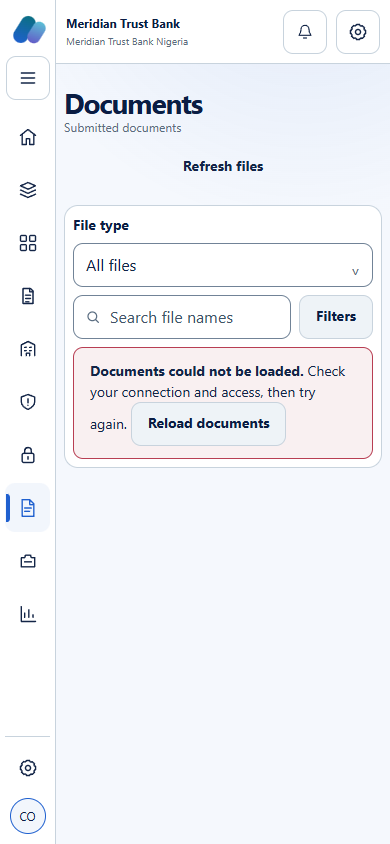 Meridian Trust Bank
Meridian Trust Bank Nigeria
Documents
Submitted documents
Refresh files
File type
All files
Search file names
Filters
Documents could not be loaded. Check
your connection and access, then try
again. Reload documents
CO